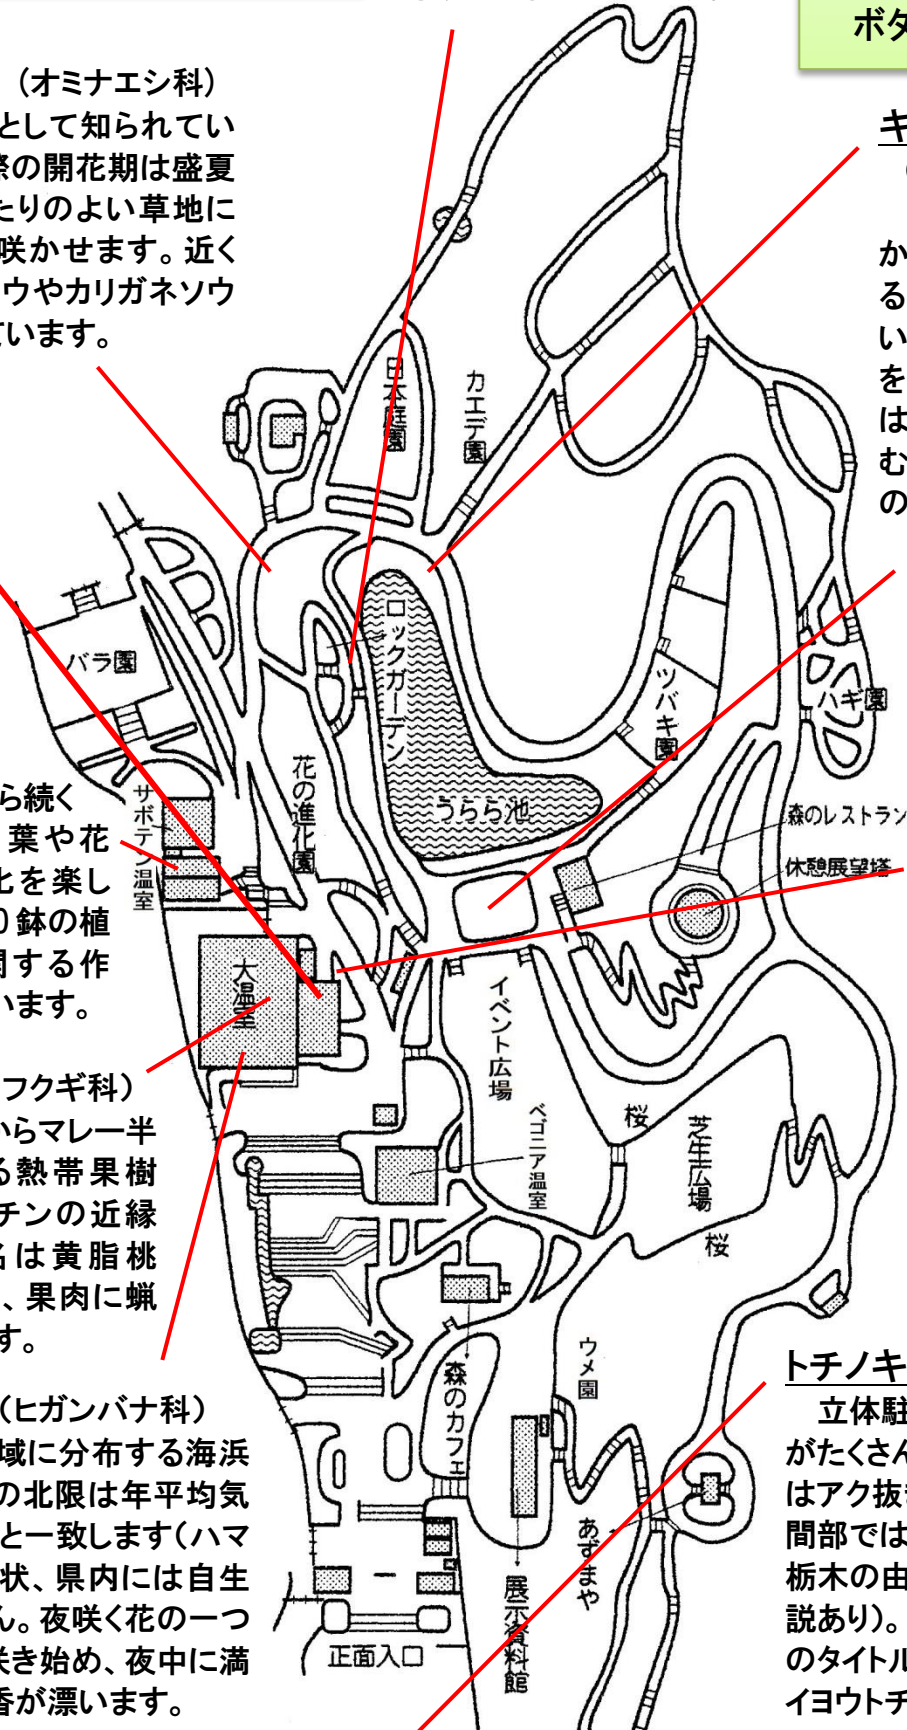 ボタ
（オミナエシ科）
として知られてい
際の開花期は盛夏
たりのよい草地に
咲かせます。近く
ウやカリガネソウ
ています。
キ
か
る
い
を
は
む
の
日本庭園
カエデ園
ロックガーデン
バラ園
ツバキ園
ハギ園
花の進化園
うらら池
サボテン温室
森のレストラン
休憩展望塔
ら続く
葉や花
化を楽し
0鉢の植
関する作
います。
大温室
イベント広場
ベゴニア温室
桜
芝生広場
桜
フクギ科）
からマレー半
る熱帯果樹
チンの近縁
名は黄脂桃
、果肉に蝋
す。
ウメ園
森のカフェ
あずまや
展示資料館
正面入口
（ヒガンバナ科）
域に分布する海浜
の北限は年平均気
と一致します（ハマ
状、県内には自生
ん。夜咲く花の一つ
咲き始め、夜中に満
香が漂います。
トチノキ
立体駐
がたくさん
はアク抜き
間部では
栃木の由
説あり）。
のタイトル
イヨウトチ